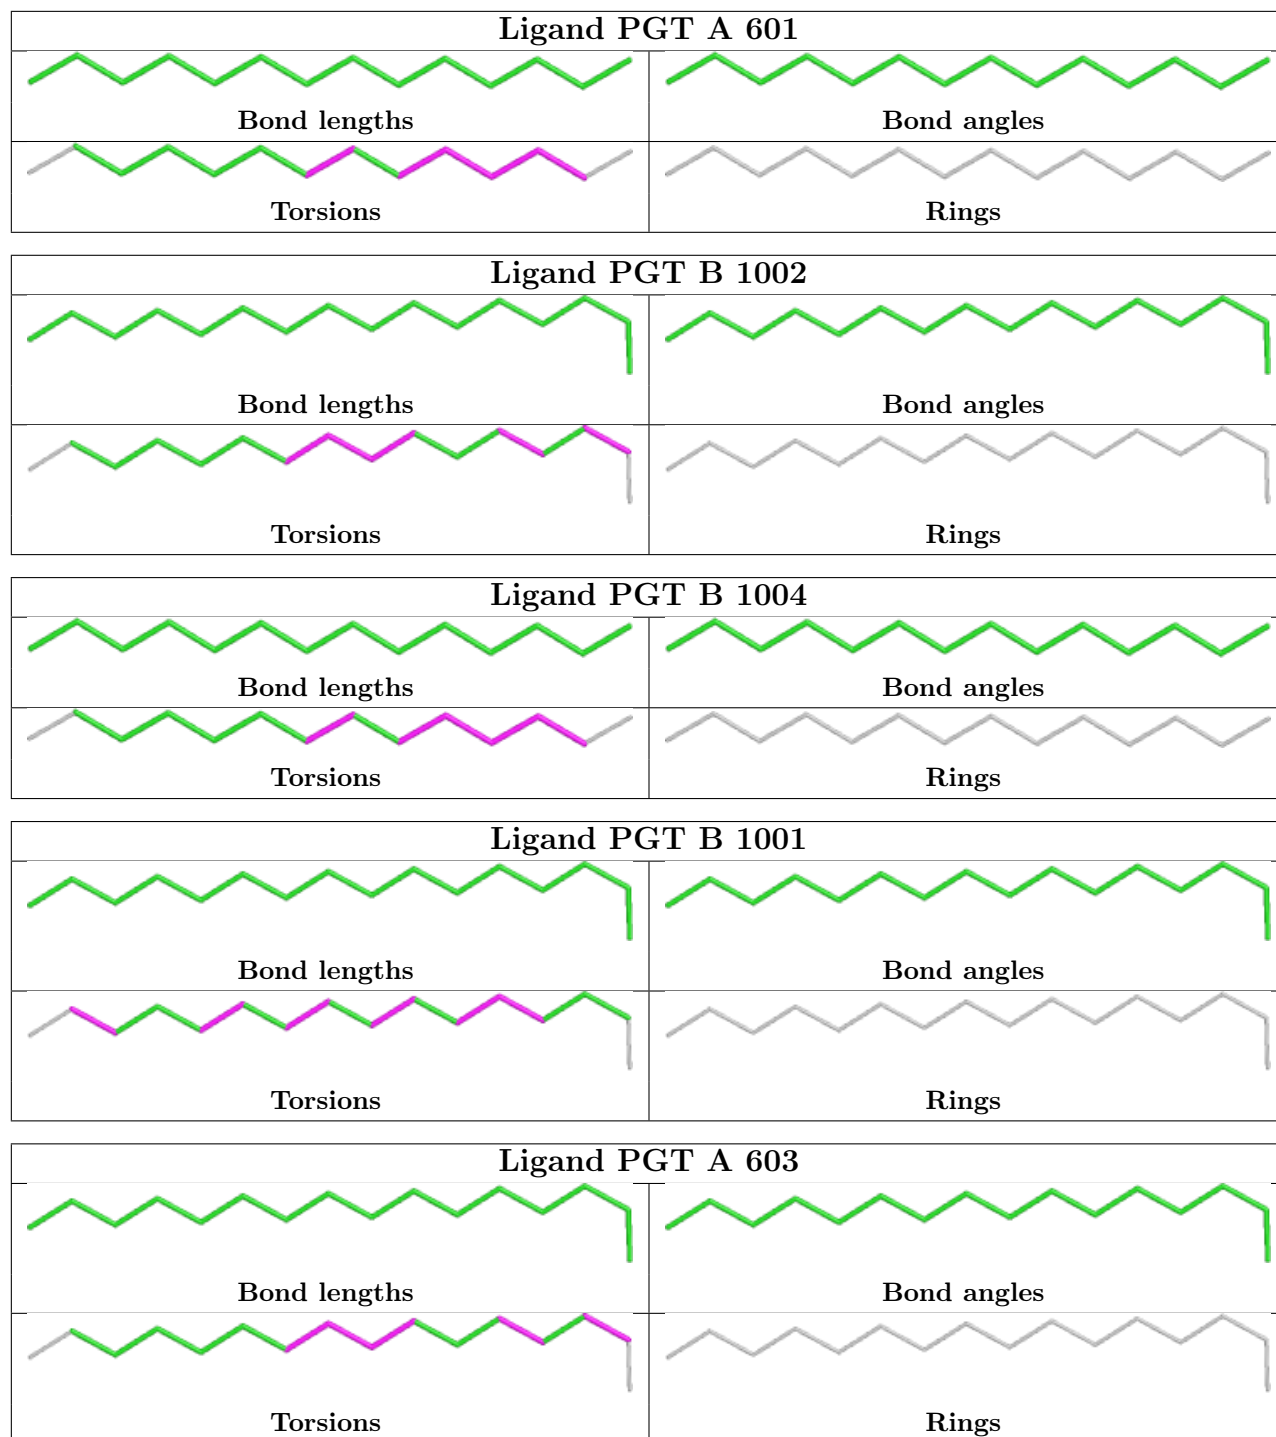 Ligand PGT A 601
Bond lengths
Bond angles
Torsions
Rings
Ligand PGT B 1002
Bond lengths
Bond angles
Torsions
Rings
Ligand PGT B 1004
Bond lengths
Bond angles
Torsions
Rings
Ligand PGT B 1001
Bond lengths
Bond angles
Torsions
Rings
Ligand PGT A 603
Bond lengths
Bond angles
Torsions
Rings